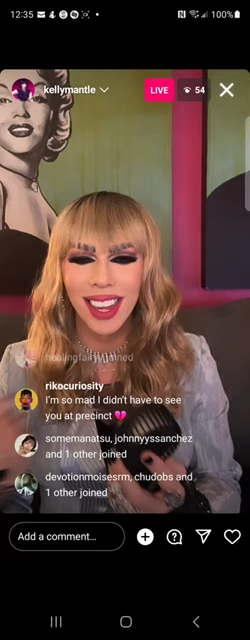 12:35
100%
kellymantle
LIVE
54
healingfairy joined
rikocuriosity
I'm so mad I didn't have to see
you at precinct 💔
somemanatsu, johnnyyssanchez
and 1 other joined
devotionmoisesrm, chudobs and
1 other joined
Add a comment...